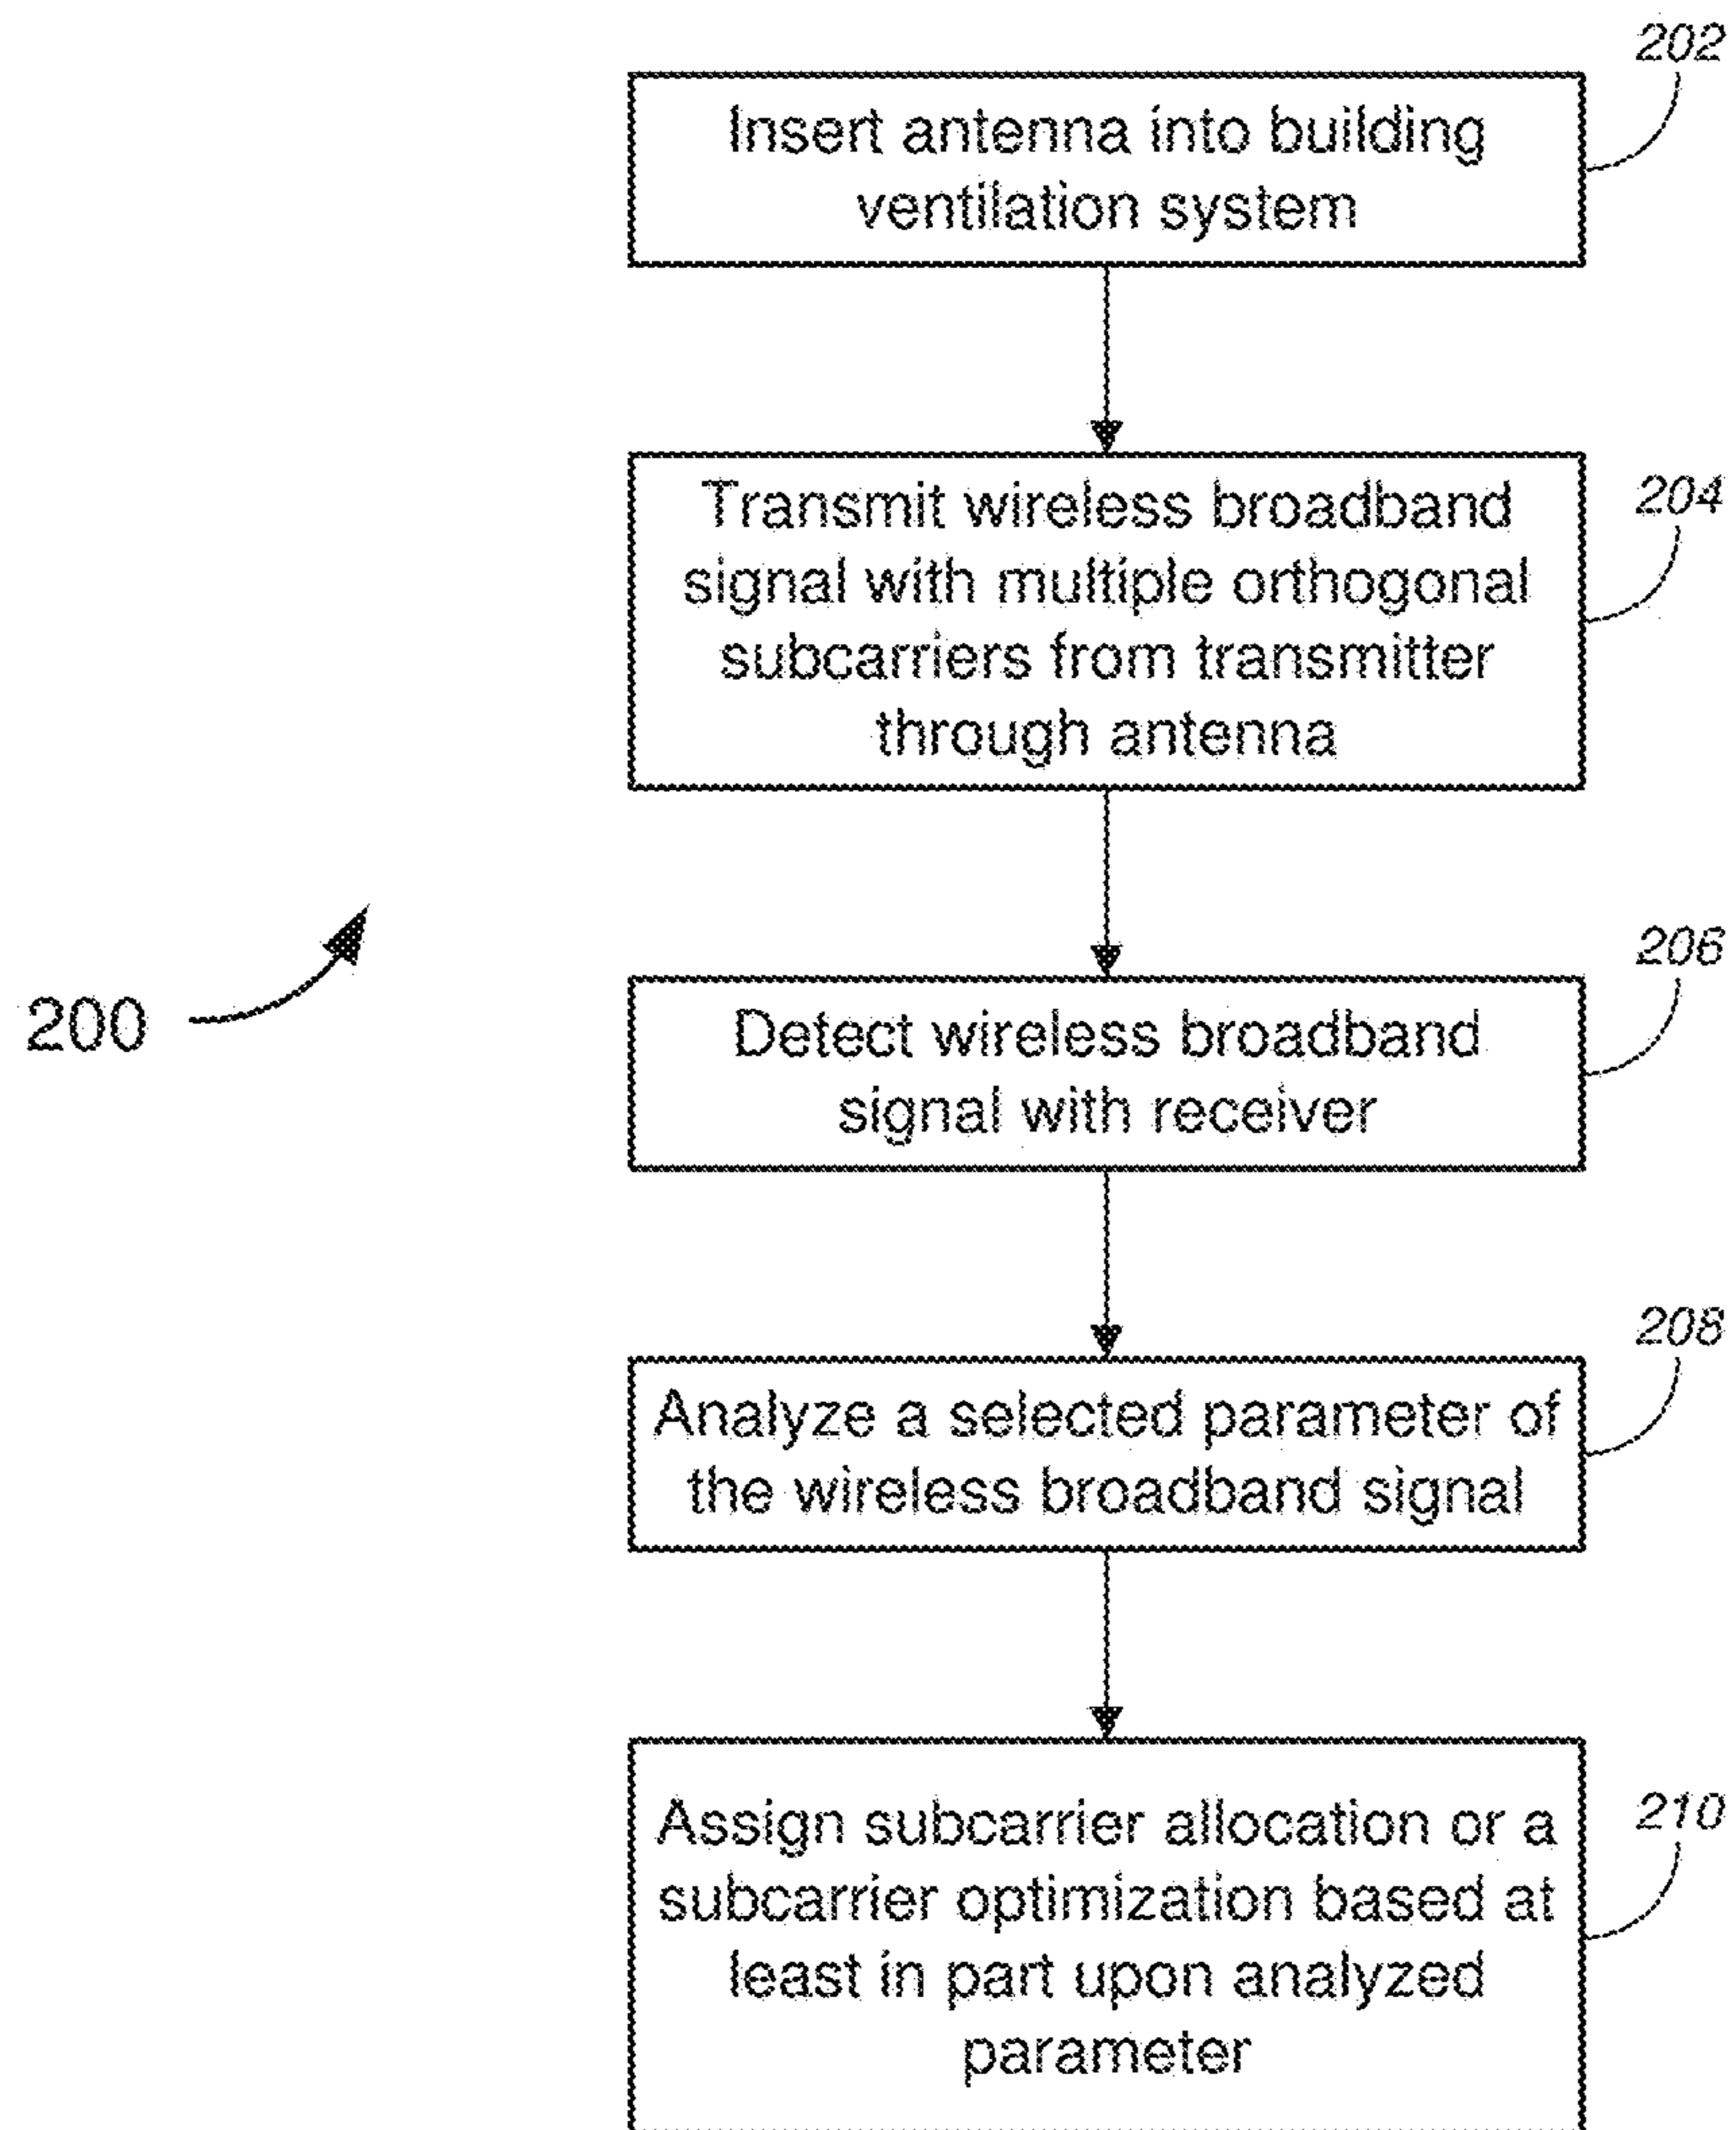 202
Insert antenna into building
ventilation system
204
Transmit wireless broadband
signal with multiple orthogonal
subcarriers from transmitter
through antenna
206
200
Detect wireless broadband
signal with receiver
208
Analyze a selected parameter of
the wireless broadband signal
210
Assign subcarrier allocation or a
subcarrier optimization based at
least in part upon analyzed
parameter